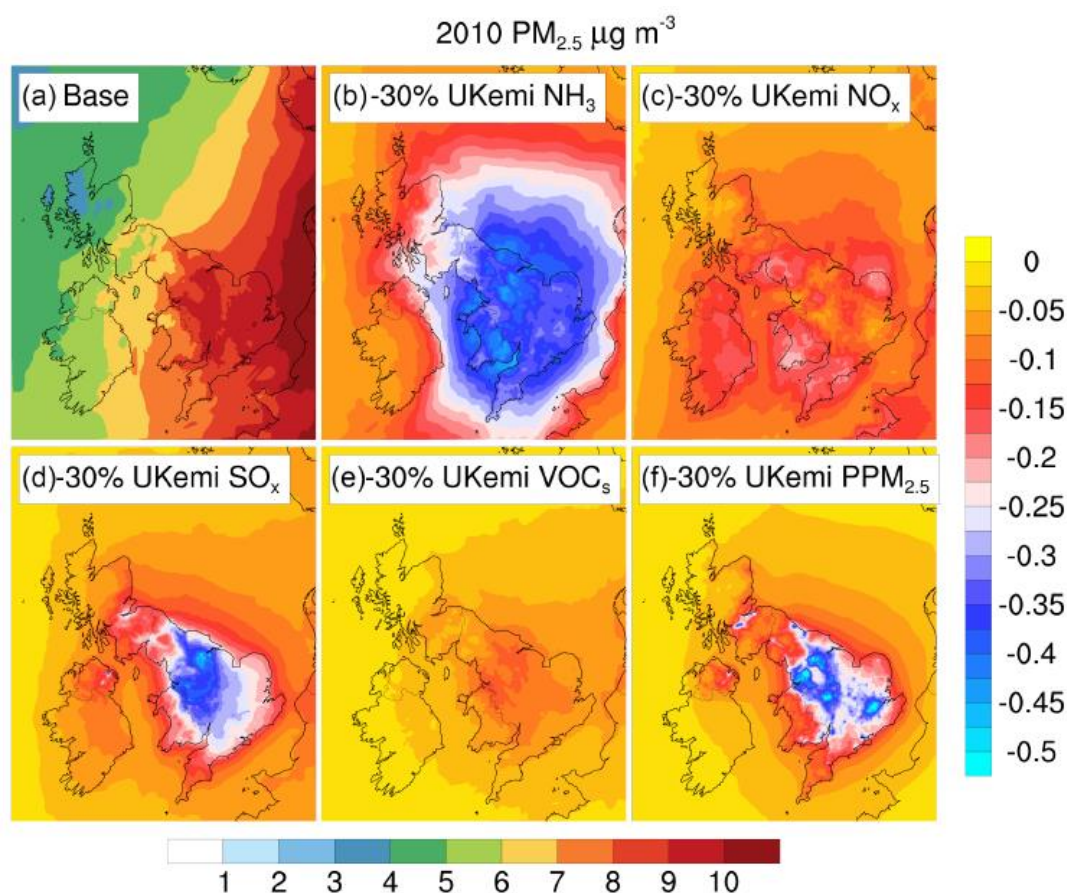 2010 PM2.5 µg m-3
(a) Base
(b)-30% UKemi NH3
(c)-30% UKemi NOx
(d)-30% UKemi SOx
(e)-30% UKemi VOCs
(f)-30% UKemi PPM2.5
0
-0.05
-0.1
-0.15
-0.2
-0.25
-0.3
-0.35
-0.4
-0.45
-0.5
1 2 3 4 5 6 7 8 9 10